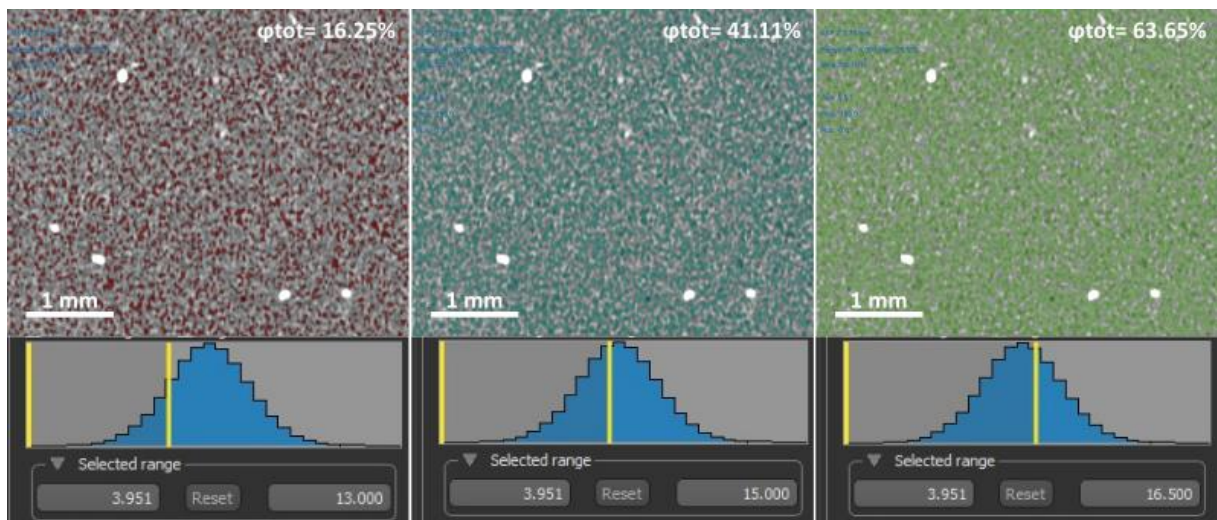 φtot= 16.25%
1 mm
Selected range
3.951 Reset 13.000
φtot= 41.11%
1 mm
Selected range
3.951 Reset 15.000
φtot= 63.65%
1 mm
Selected range
3.951 Reset 16.500